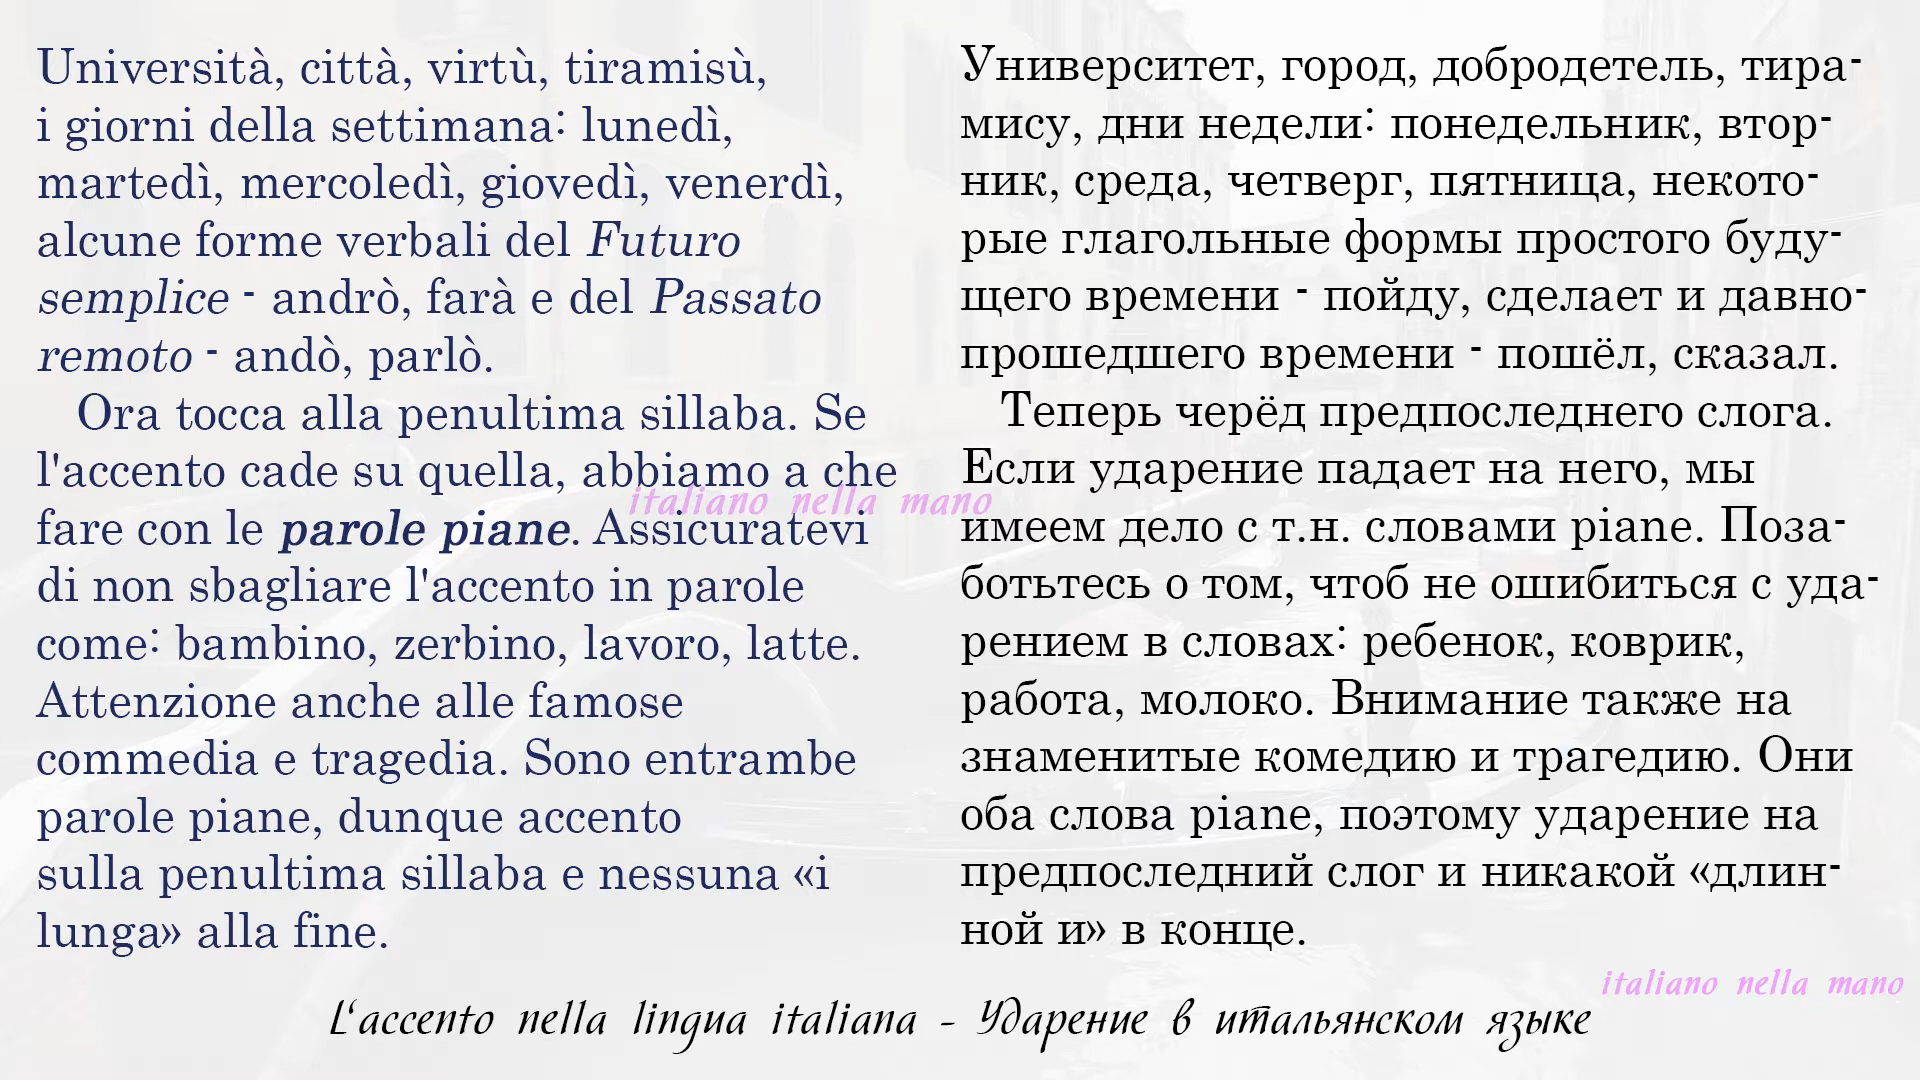 Università, città, virtù, tiramisù,
i giorni della settimana: lunedì,
martedì, mercoledì, giovedì, venerdì,
alcune forme verbali del Futuro
semplice - andrò, farà e del Passato
remoto - andò, parlò.
Ora tocca alla penultima sillaba. Se
l'accento cade su quella, abbiamo a che
fare con le parole piane. Assicuratevi
di non sbagliare l'accento in parole
come: bambino, zerbino, lavoro, latte.
Attenzione anche alle famose
commedia e tragedia. Sono entrambe
parole piane, dunque accento
sulla penultima sillaba e nessuna «i
lunga» alla fine.
Университет, город, добродетель, тира-
мису, дни недели: понедельник, втор-
ник, среда, четверг, пятница, некото-
рые глагольные формы простого буду-
щего времени - пойду, сделает и давно-
прошедшего времени - пошёл, сказал.
Теперь черёд предпоследнего слога.
Если ударение падает на него, мы
имеем дело с т.н. словами piane. Поза-
ботьтесь о том, чтоб не ошибиться с уда-
рением в словах: ребенок, коврик,
работа, молоко. Внимание также на
знаменитые комедию и трагедию. Они
оба слова piane, поэтому ударение на
предпоследний слог и никакой «длин-
ной и» в конце.
italiano nella mano
italiano nella mano
L‘accento nella lingua italiana - Ударение в итальянском языке